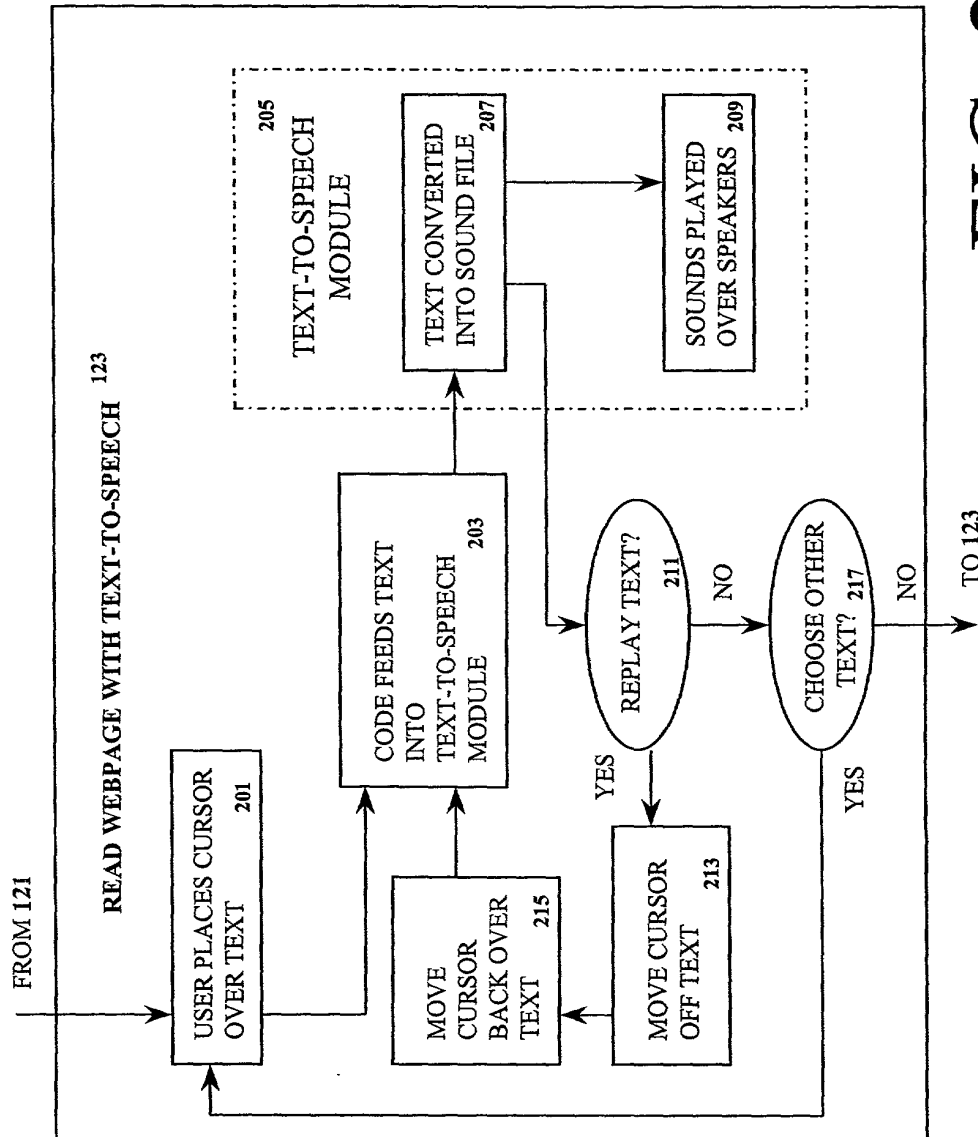 FROM 121
READ WEBPAGE WITH TEXT-TO-SPEECH 123
USER PLACES CURSOR
OVER TEXT
201
CODE FEEDS TEXT
INTO
TEXT-TO-SPEECH
MODULE
203
205
TEXT-TO-SPEECH
MODULE
TEXT CONVERTED
INTO SOUND FILE
207
SOUNDS PLAYED
OVER SPEAKERS
209
MOVE
CURSOR
BACK OVER
TEXT
215
REPLAY TEXT?
211
YES
NO
MOVE CURSOR
OFF TEXT
213
CHOOSE OTHER
TEXT? 217
YES
NO
TO 123